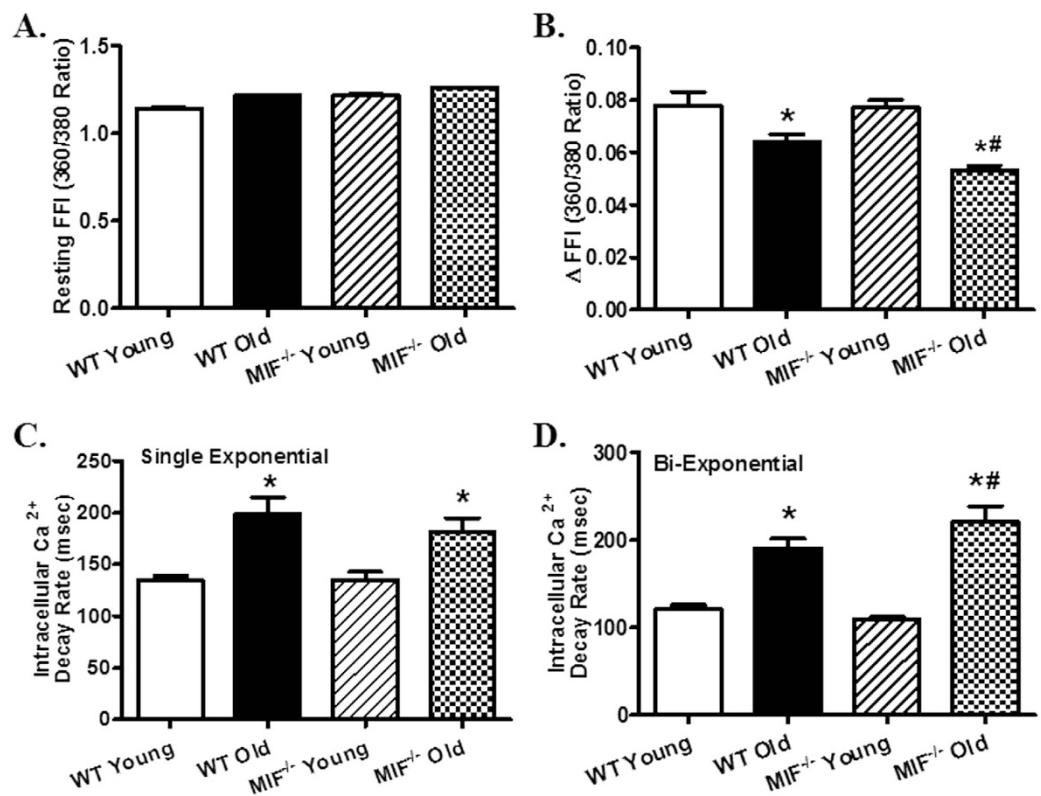 A.
Resting FFI (360/380 Ratio)
1.5
1.0
0.5
0.0
WT Young
WT Old
MIF-/- Young
MIF-/- Old
B.
Δ FFI (360/380 Ratio)
0.10
0.08
0.06
0.04
0.02
0.00
*
*#
WT Young
WT Old
MIF-/- Young
MIF-/- Old
C.
Single Exponential
Intracellular Ca 2+
Decay Rate (msec)
250
200
150
100
50
0
*
*
WT Young
WT Old
MIF-/- Young
MIF-/- Old
D.
Bi-Exponential
Intracellular Ca 2+
Decay Rate (msec)
300
200
100
0
*
*#
WT Young
WT Old
MIF-/- Young
MIF-/- Old